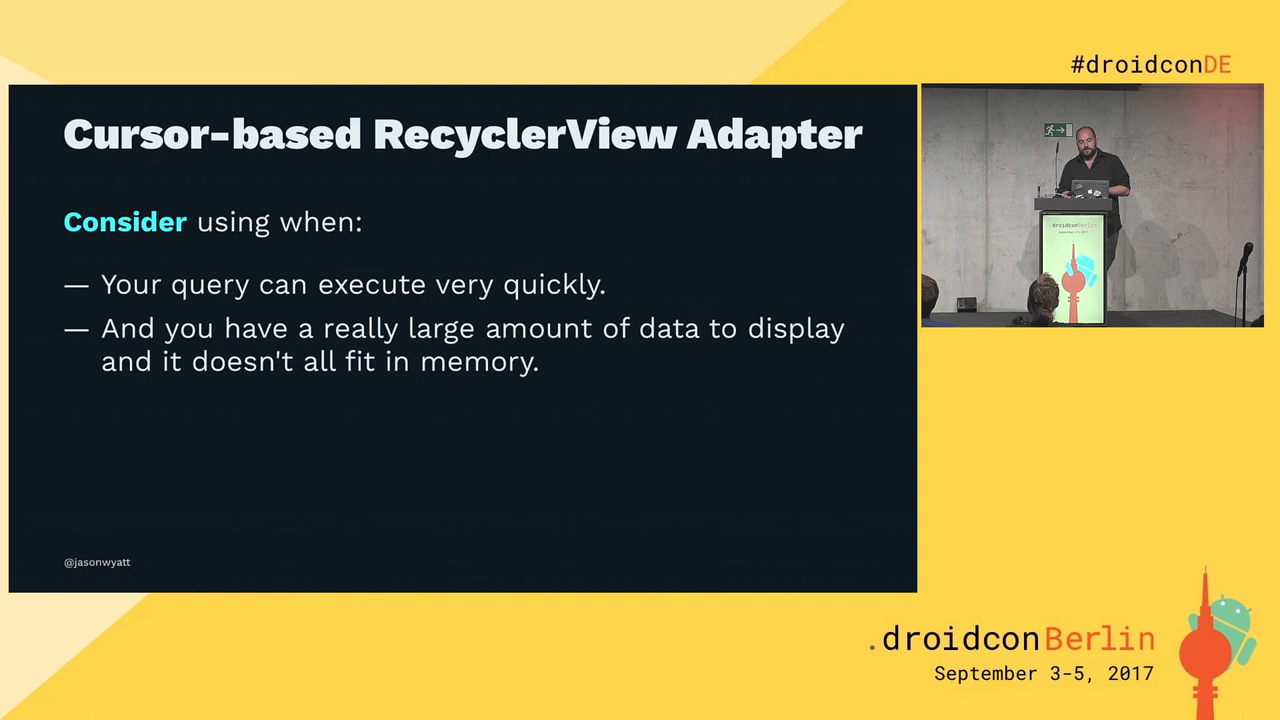 #droidconDE
Cursor-based RecyclerView Adapter
Consider using when:
— Your query can execute very quickly.
— And you have a really large amount of data to display
and it doesn't all fit in memory.
@jasonwyatt
droidconBerlin
.droidconBerlin
September 3-5, 2017